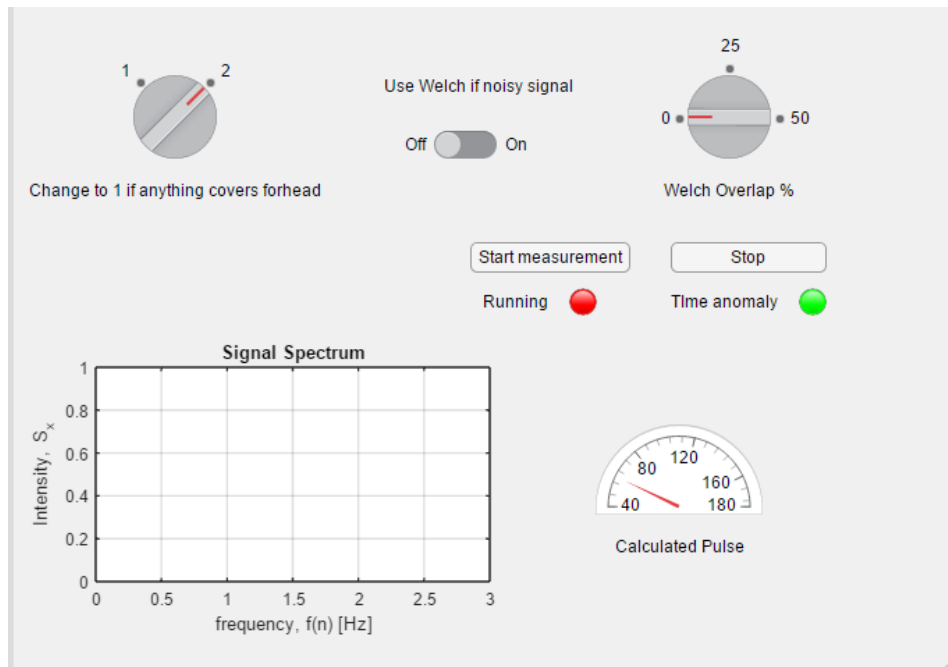 1
2
Change to 1 if anything covers forhead
Use Welch if noisy signal
Off
On
25
0
50
Welch Overlap %
Start measurement
Stop
Running
TIme anomaly
Signal Spectrum
1
0.8
0.6
0.4
0.2
0
Intensity, Sx
0
0.5
1
1.5
2
2.5
3
frequency, f(n) [Hz]
40
80
120
160
180
Calculated Pulse